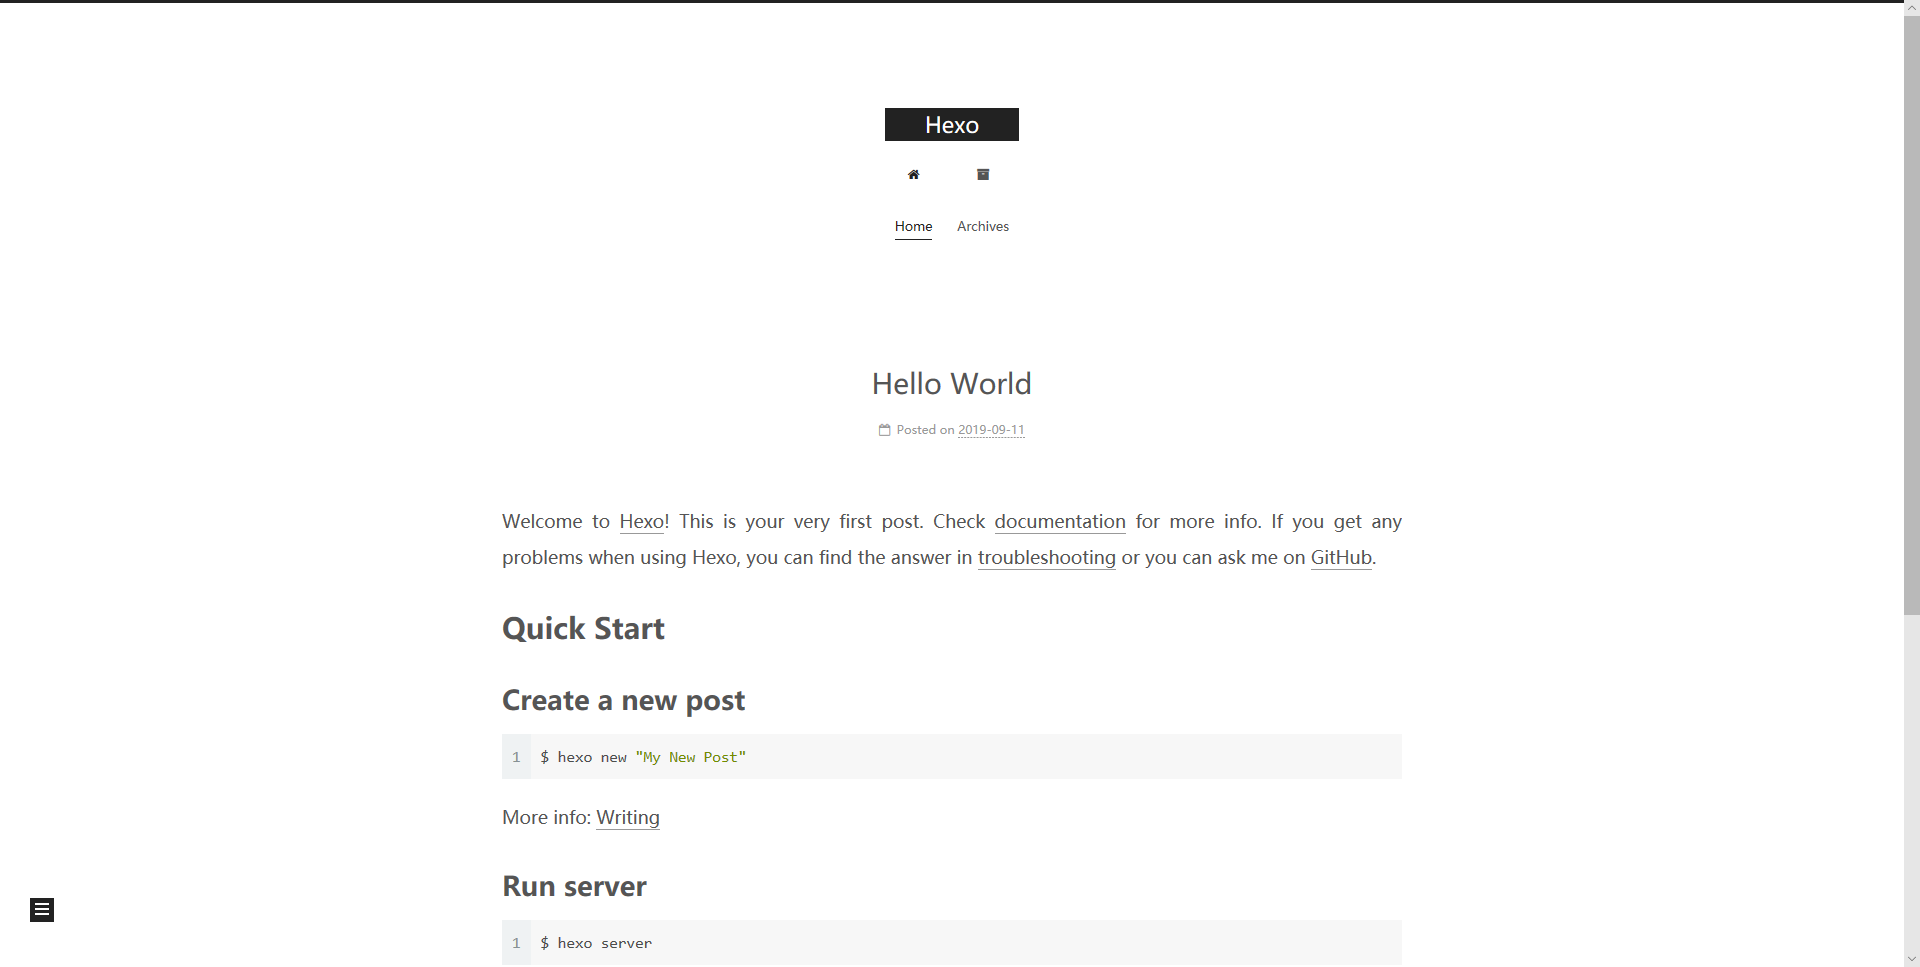 Hexo
Home Archives
Hello World
Posted on 2019-09-11
Welcome to Hexo! This is your very first post. Check documentation for more info. If you get any
problems when using Hexo, you can find the answer in troubleshooting or you can ask me on GitHub.
Quick Start
Create a new post
1 $ hexo new "My New Post"
More info: Writing
Run server
1 $ hexo server